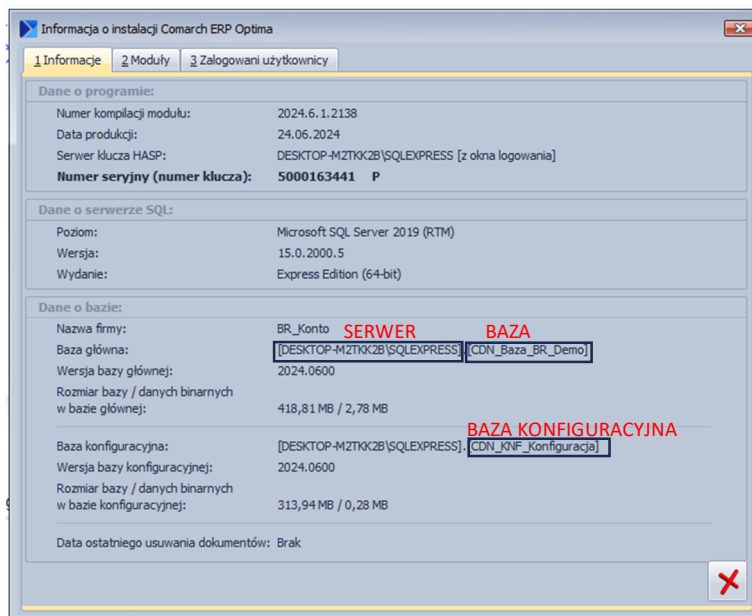 Informacja o instalacji Comarch ERP Optima
1 Informacje 2 Moduły 3 Zalogowani użytkownicy
Dane o programie:
Numer kompilacji modułu: 2024.6.1.2138
Data produkcji: 24.06.2024
Serwer klucza HASP: DESKTOP-M2TKK2B\SQLEXPRESS [z okna logowania]
Numer seryjny (numer klucza): 5000163441 P
Dane o serwerze SQL:
Poziom: Microsoft SQL Server 2019 (RTM)
Wersja: 15.0.2000.5
Wydanie: Express Edition (64-bit)
Dane o bazie:
Nazwa firmy: BR_Konto SERWER BAZA
Baza główna: [DESKTOP-M2TKK2B\SQLEXPRESS].[CDN_Baza_BR_Demo]
Wersja bazy głównej: 2024.0600
Rozmiar bazy / danych binarnych
w bazie głównej: 418,81 MB / 2,78 MB
BAZA KONFIGURACYJNA
Baza konfiguracyjna: [DESKTOP-M2TKK2B\SQLEXPRESS].[CDN_KNF_Konfiguracja]
Wersja bazy konfiguracyjnej: 2024.0600
Rozmiar bazy / danych binarnych
w bazie konfiguracyjnej: 313,94 MB / 0,28 MB
Data ostatniego usuwania dokumentów: Brak